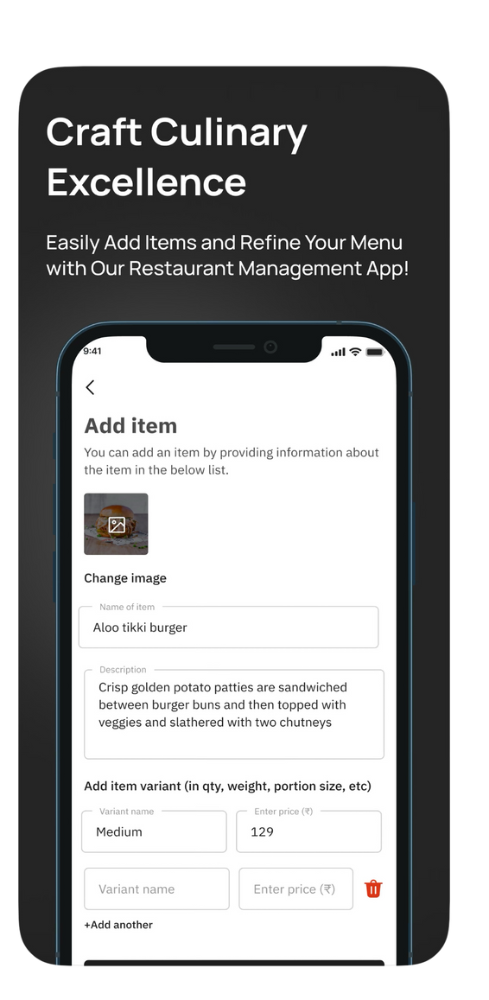 Craft Culinary
Excellence
Easily Add Items and Refine Your Menu
with Our Restaurant Management App!
9:41
Add item
You can add an item by providing information about
the item in the below list.
Change image
Name of item
Aloo tikki burger
Description
Crisp golden potato patties are sandwiched
between burger buns and then topped with
veggies and slathered with two chutneys
Add item variant (in qty, weight, portion size, etc)
Variant name Enter price (₹)
Medium 129
Variant name Enter price (₹)
+Add another